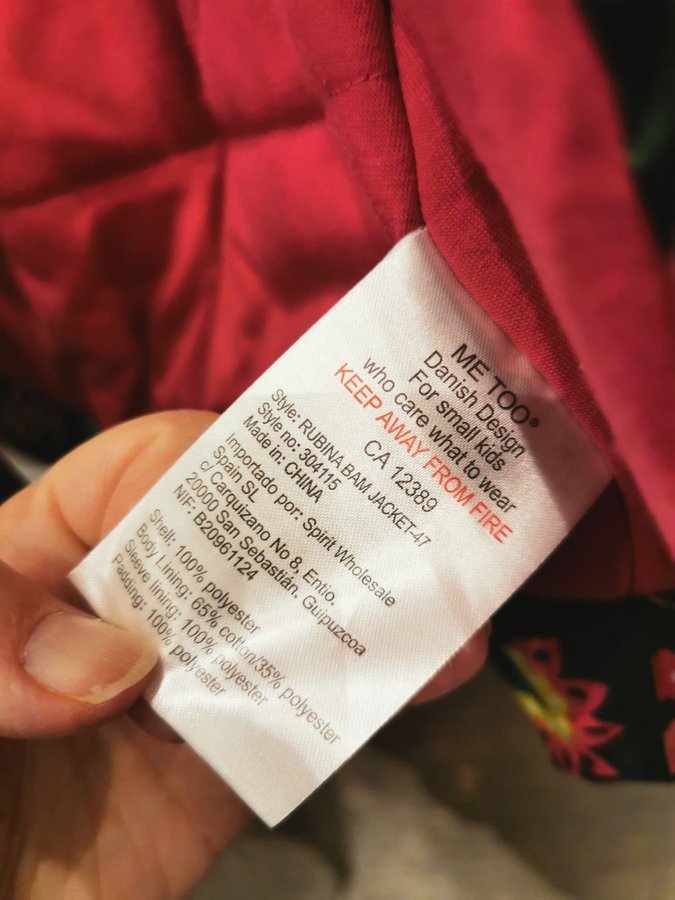 ME TOO®
Danish Design
For small kids
who care what to wear
KEEP AWAY FROM FIRE
CA 12389
Style: RUBINA BAM JACKET-47
Style no: 304115
Made in: CHINA
Importado por: Spirit Wholesale
Spain SL
c/ Carquizano No 8, Entio.
20000 San Sebastián, Guipuzcoa
NIF: B20961124
Shell: 100% polyester
Body Lining: 65% cotton/35% polyester
Sleeve lining: 100% polyester
Padding: 100% polyester